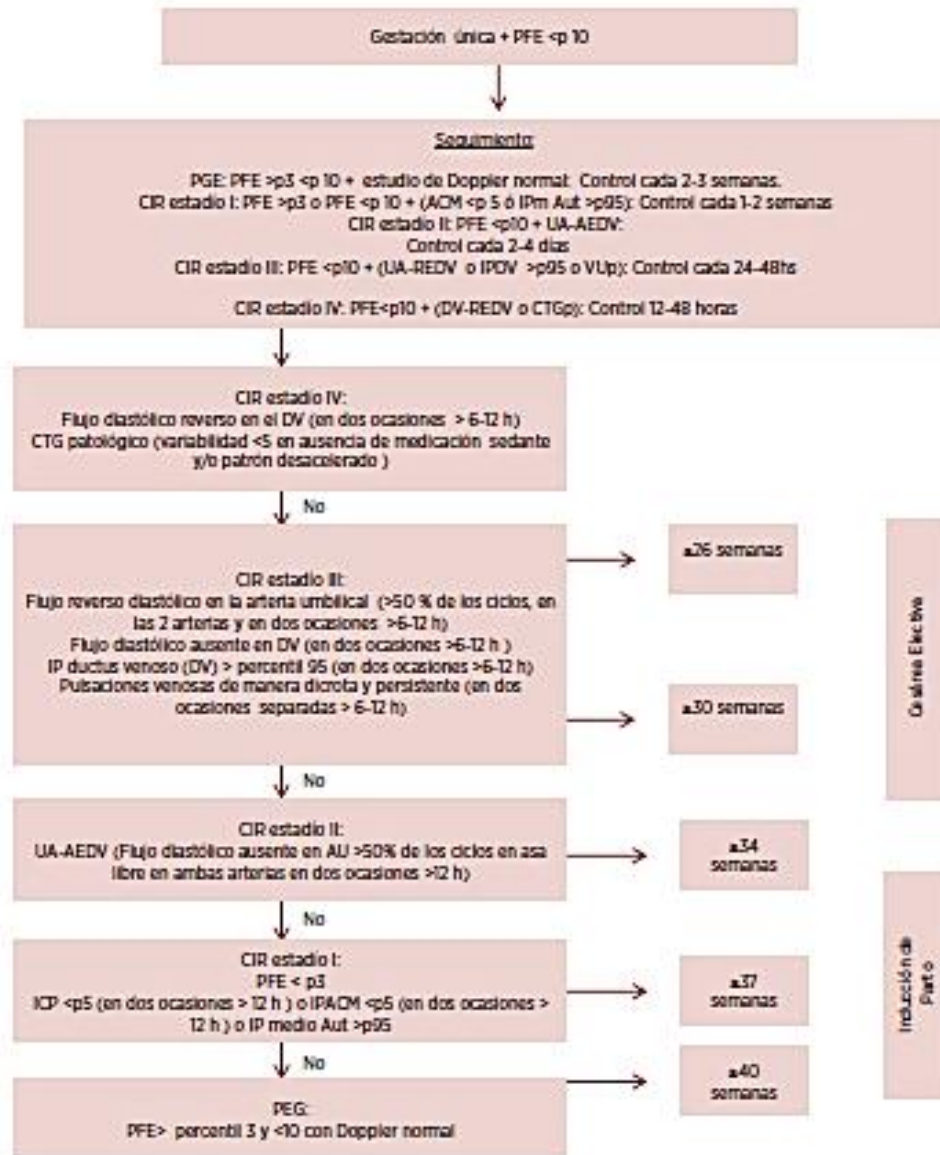 Gestación única + PFE <p 10
Seguimiento:
PGE: PFE >p3 <p 10 + estudio de Doppler normal: Control cada 2-3 semanas.
CIR estadio I: PFE >p3 o PFE <p 10 + (ACM <p 5 ó IPm Aut >p95): Control cada 1-2 semanas
CIR estadio II: PFE <p10 + UA-AEDV:
Control cada 2-4 días
CIR estadio III: PFE <p10 + (UA-REDV o IPDV >p95 o VUp): Control cada 24-48hs
CIR estadio IV: PFE<p10 + (DV-REDV o CTGp): Control 12-48 horas
CIR estadio IV:
Flujo diastólico reverso en el DV (en dos ocasiones > 6-12 h)
CTG patológico (variabilidad <5 en ausencia de medicación sedante
y/o patrón desacelerado )
No
CIR estadio III:
Flujo reverso diastólico en la arteria umbilical (>50 % de los ciclos, en
las 2 arterias y en dos ocasiones >6-12 h)
Flujo diastólico ausente en DV (en dos ocasiones >6-12 h )
IP ductus venoso (DV) > percentil 95 (en dos ocasiones >6-12 h)
Pulsaciones venosas de manera dicrota y persistente (en dos
ocasiones separadas > 6-12 h)
26 semanas
30 semanas
Cesárea Electiva
No
CIR estadio II:
UA-AEDV (Flujo diastólico ausente en AU >50% de los ciclos en asa
libre en ambas arterias en dos ocasiones >12 h)
34
semanas
No
CIR estadio I:
PFE < p3
ICP <p5 (en dos ocasiones > 12 h ) o IPACM <p5 (en dos ocasiones >
12 h ) o IP medio Aut >p95
37
semanas
Inducción de
Parto
No
PEG:
PFE> percentil 3 y <10 con Doppler normal
40
semanas